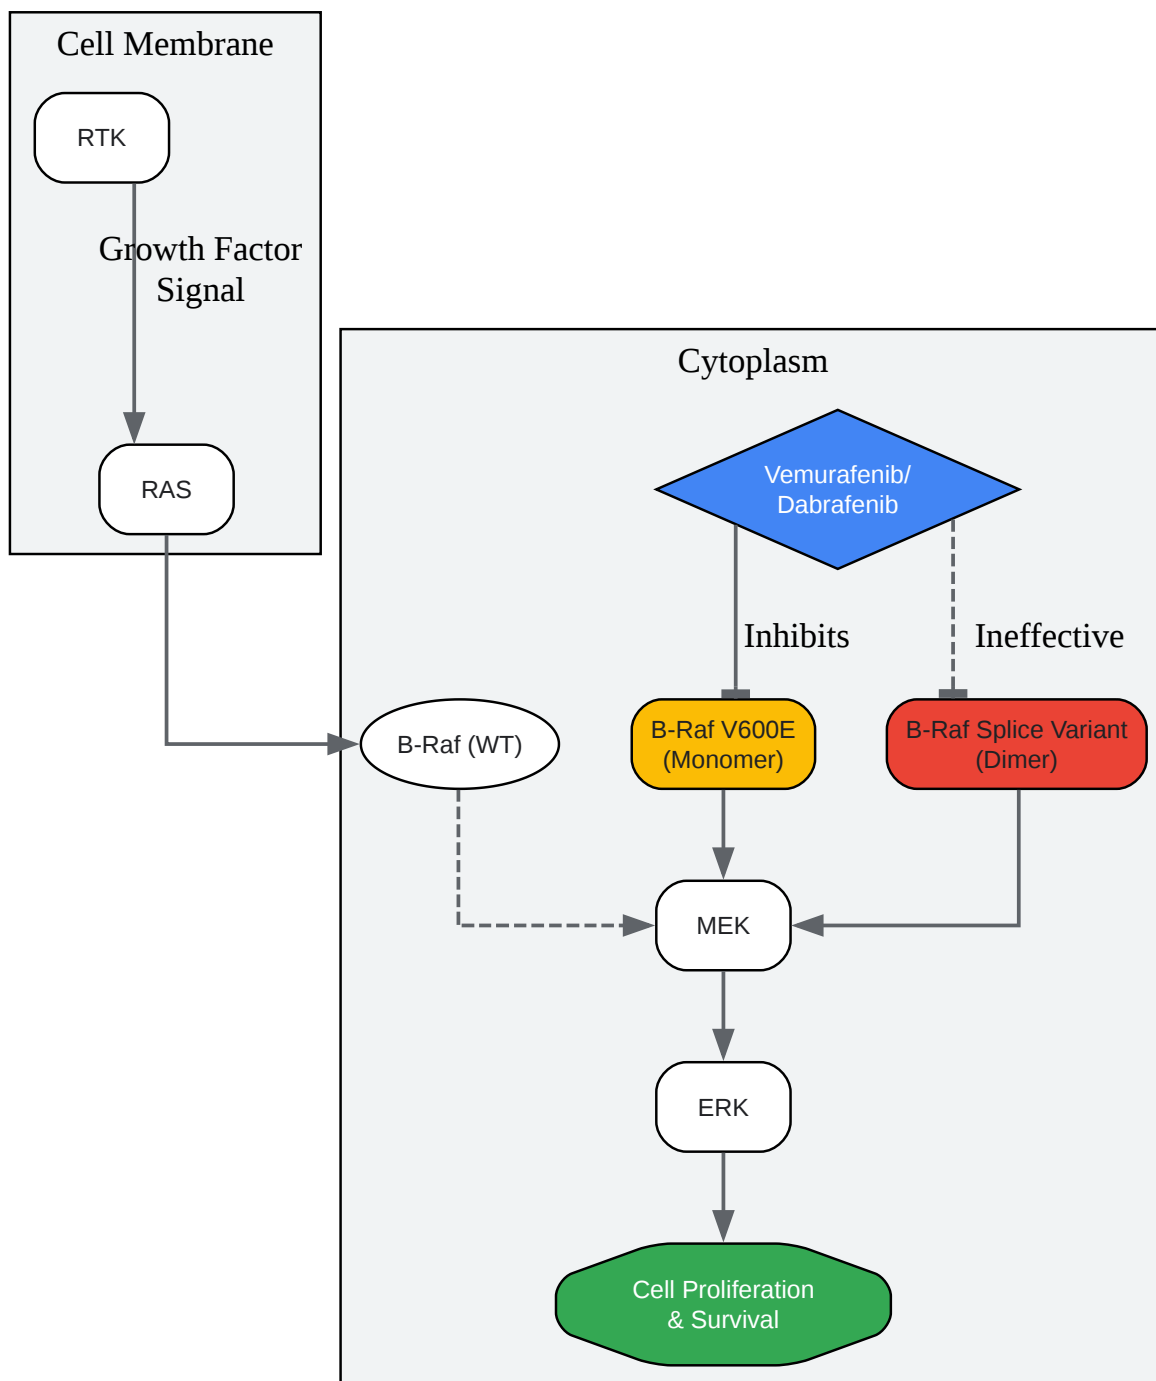 Cell Membrane
RTK
Growth Factor
Signal
RAS
Cytoplasm
Vemurafenib/
Dabrafenib
Inhibits
Ineffective
B-Raf (WT)
B-Raf V600E
(Monomer)
B-Raf Splice Variant
(Dimer)
MEK
ERK
Cell Proliferation
& Survival